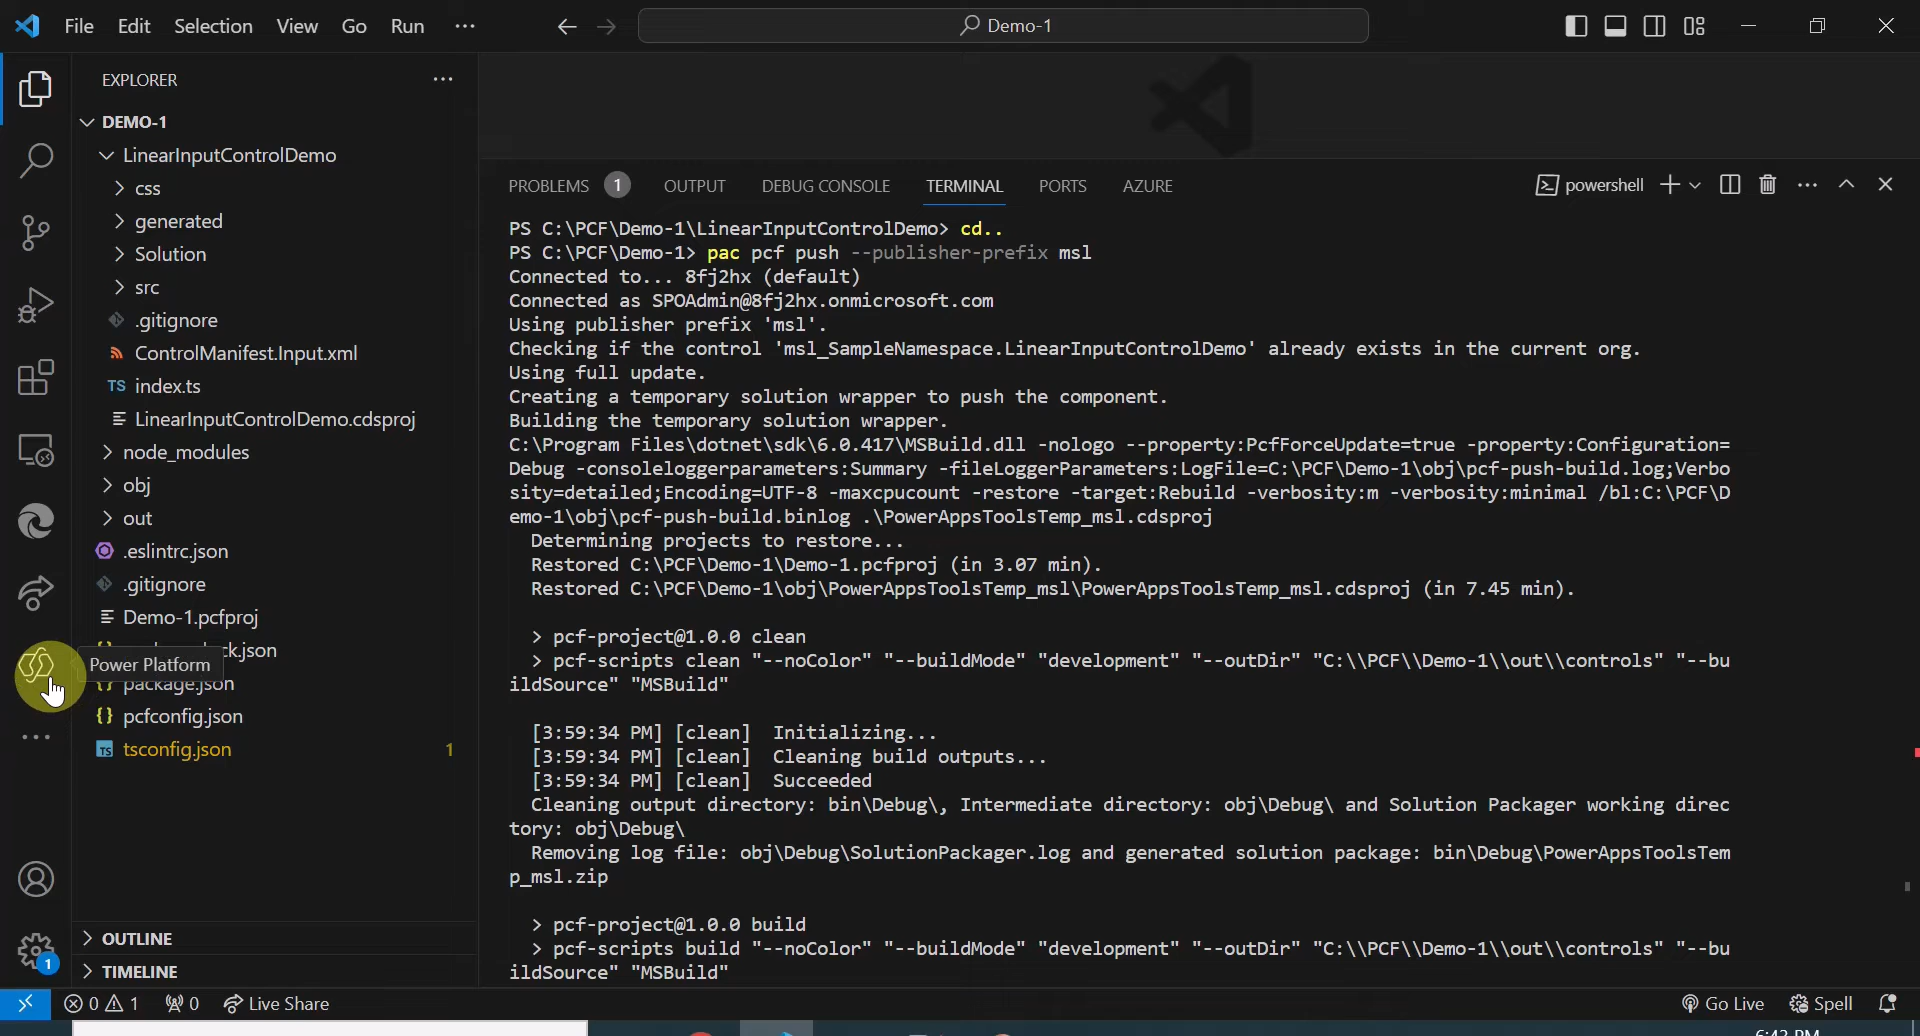 File Edit Selection View Go Run ···
Demo-1
EXPLORER
DEMO-1
LinearInputControlDemo
css
generated
Solution
src
.gitignore
ControlManifest.Input.xml
TS index.ts
LinearInputControlDemo.cdsproj
node_modules
obj
out
.eslintrc.json
.gitignore
Demo-1.pcfproj
ck.json
Power Platform
{} package.json
{} pcfconfig.json
TS tsconfig.json 1
OUTLINE
TIMELINE
1
PROBLEMS 1 OUTPUT DEBUG CONSOLE TERMINAL PORTS AZURE
powershell
PS C:\PCF\Demo-1\LinearInputControlDemo> cd..
PS C:\PCF\Demo-1> pac pcf push --publisher-prefix msl
Connected to... 8fj2hx (default)
Connected as SPOAdmin@8fj2hx.onmicrosoft.com
Using publisher prefix 'msl'.
Checking if the control 'msl_SampleNamespace.LinearInputControlDemo' already exists in the current org.
Using full update.
Creating a temporary solution wrapper to push the component.
Building the temporary solution wrapper.
C:\Program Files\dotnet\sdk\6.0.417\MSBuild.dll -nologo --property:PcfForceUpdate=true -property:Configuration=
Debug -consoleloggerparameters:Summary -fileLoggerParameters:LogFile=C:\PCF\Demo-1\obj\pcf-push-build.log;Verbo
sity=detailed;Encoding=UTF-8 -maxcpucount -restore -target:Rebuild -verbosity:m -verbosity:minimal /bl:C:\PCF\D
emo-1\obj\pcf-push-build.binlog .\PowerAppsToolsTemp_msl.cdsproj
Determining projects to restore...
Restored C:\PCF\Demo-1\Demo-1.pcfproj (in 3.07 min).
Restored C:\PCF\Demo-1\obj\PowerAppsToolsTemp_msl\PowerAppsToolsTemp_msl.cdsproj (in 7.45 min).
> pcf-project@1.0.0 clean
> pcf-scripts clean "--noColor" "--buildMode" "development" "--outDir" "C:\\PCF\\Demo-1\\out\\controls" "--bu
ildSource" "MSBuild"
[3:59:34 PM] [clean] Initializing...
[3:59:34 PM] [clean] Cleaning build outputs...
[3:59:34 PM] [clean] Succeeded
Cleaning output directory: bin\Debug\, Intermediate directory: obj\Debug\ and Solution Packager working direc
tory: obj\Debug\
Removing log file: obj\Debug\SolutionPackager.log and generated solution package: bin\Debug\PowerAppsToolsTem
p_msl.zip
> pcf-project@1.0.0 build
> pcf-scripts build "--noColor" "--buildMode" "development" "--outDir" "C:\\PCF\\Demo-1\\out\\controls" "--bu
ildSource" "MSBuild"
0 1 0 Live Share
Go Live Spell